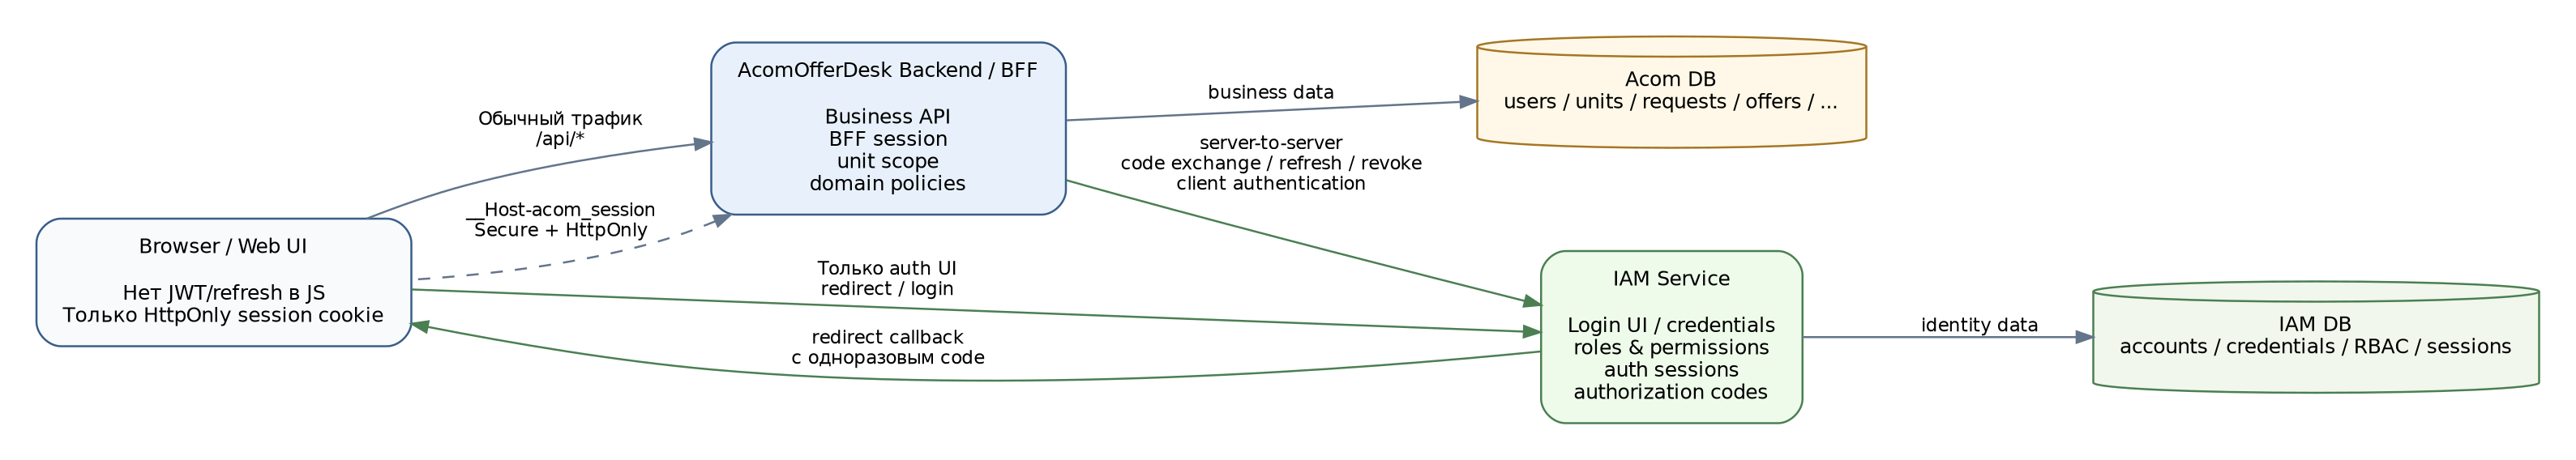 AcomOfferDesk Backend / BFF
Business API
BFF session
unit scope
domain policies
Acom DB
users / units / requests / offers / ...
business data
Обычный трафик
/api/*
server-to-server
code exchange / refresh / revoke
client authentication
__Host-acom_session
Secure + HttpOnly
Browser / Web UI
Нет JWT/refresh в JS
Только HttpOnly session cookie
Только auth UI
redirect / login
redirect callback
с одноразовым code
IAM Service
Login UI / credentials
roles & permissions
auth sessions
authorization codes
identity data
IAM DB
accounts / credentials / RBAC / sessions